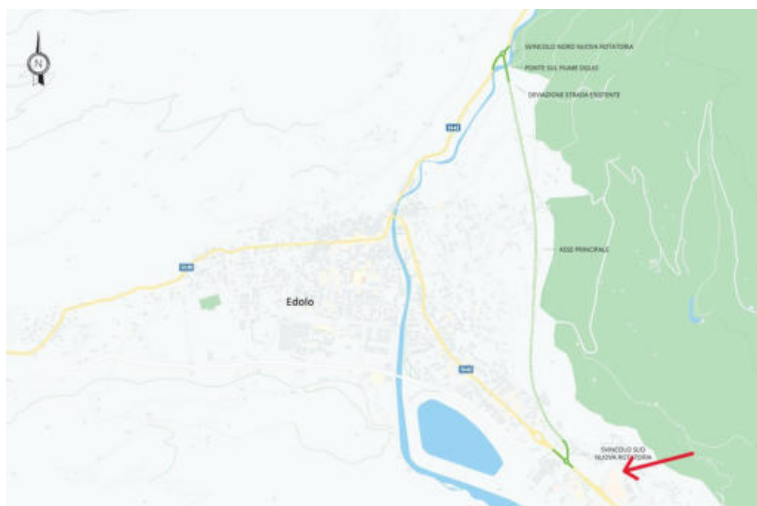 N
SVINCOLO NORD NUOVA ROTATORIA
PONTE SUL FIUME OGLIO
DEVIAZIONE STRADA ESISTENTE
SS42
ASSE PRINCIPALE
Edolo
SS42
SVINCOLO SUD
NUOVA ROTATORIA